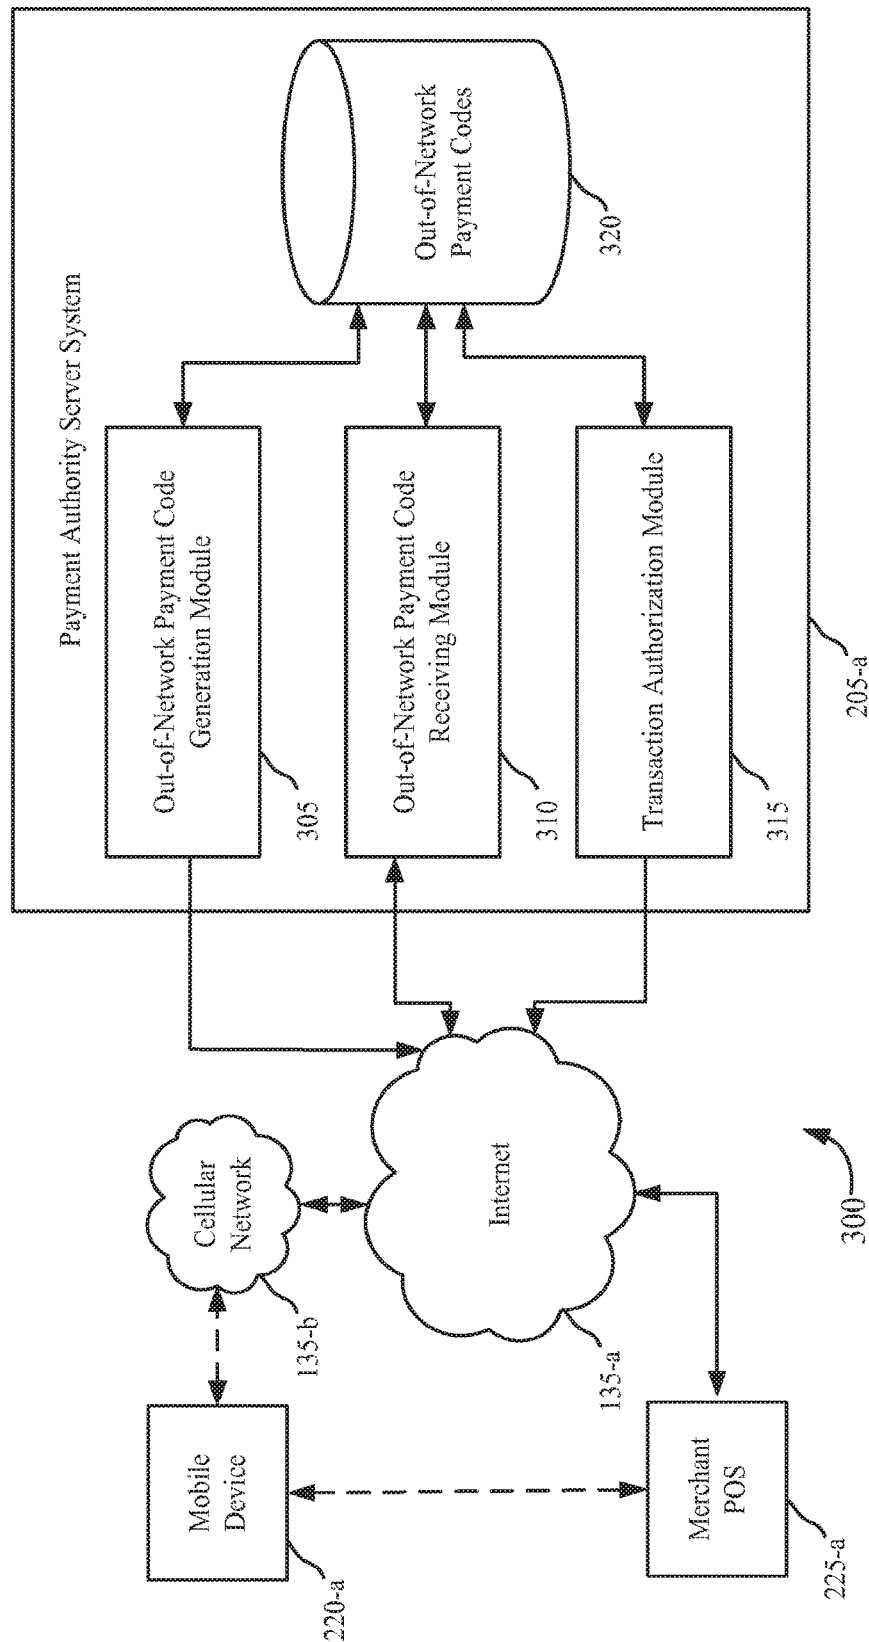 Payment Authority Server System
Mobile
Device
220-a
Cellular
Network
135-b
Out-of-Network Payment Code
Generation Module
305
Out-of-Network
Payment Codes
320
Internet
135-a
Out-of-Network Payment Code
Receiving Module
310
Merchant
POS
225-a
Transaction Authorization Module
315
205-a
300